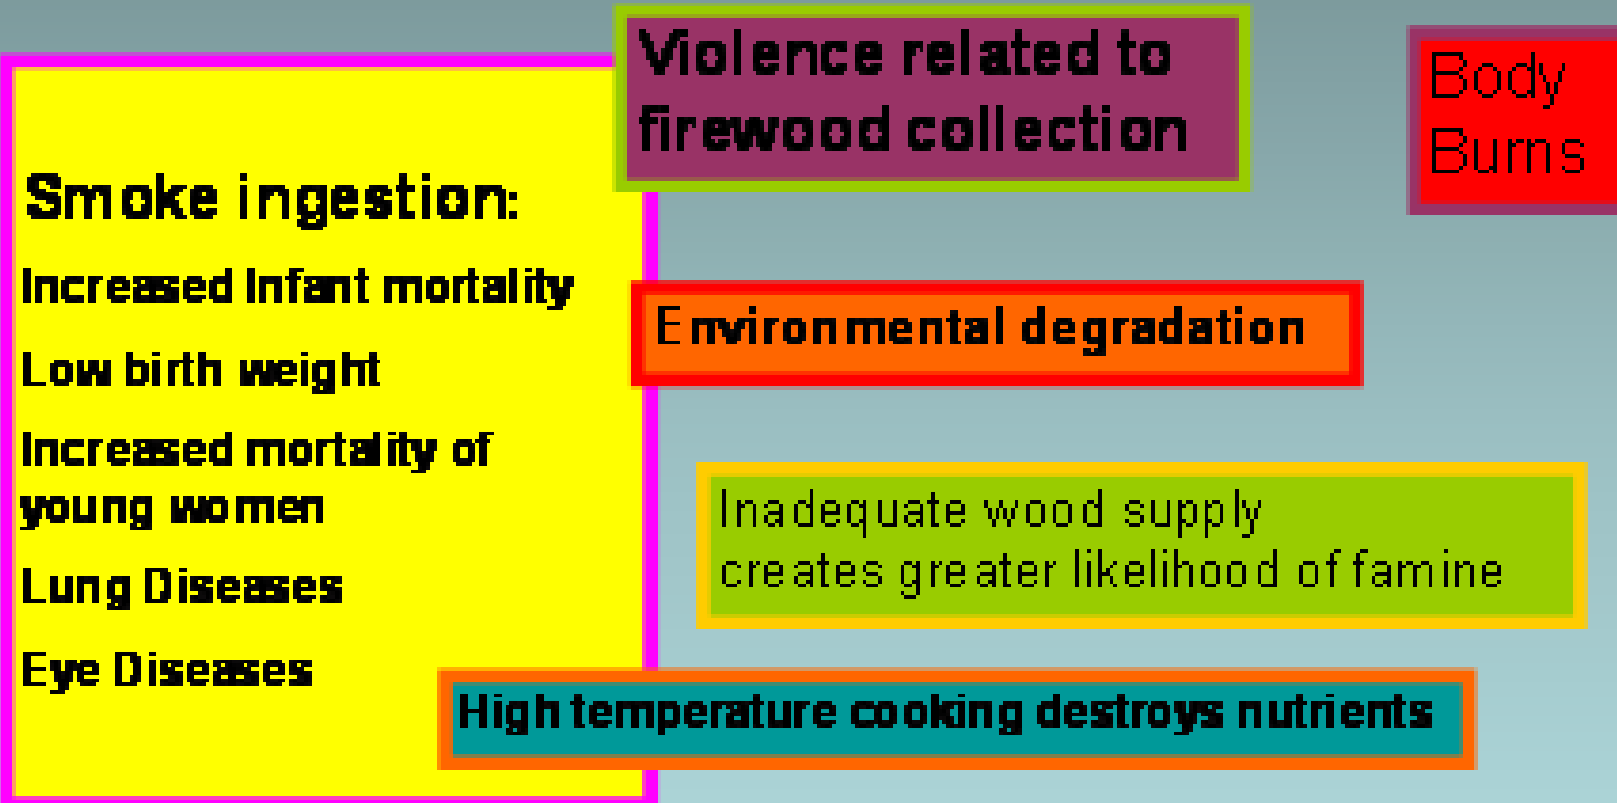 Violence related to
firewood collection
Body
Burns
Smoke ingestion:
Increased Infant mortality
Low birth weight
Increased mortality of
young women
Lung Diseases
Eye Diseases
Environmental degradation
Inadequate wood supply
creates greater likelihood of famine
High temperature cooking destroys nutrients